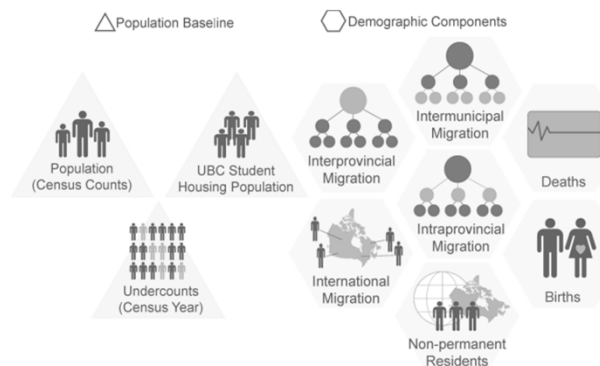 Population Baseline
Demographic Components
Population
(Census Counts)
UBC Student
Housing Population
Undercounts
(Census Year)
Interprovincial
Migration
Intermunicipal
Migration
Deaths
Intraprovincial
Migration
International
Migration
Births
Non-permanent
Residents